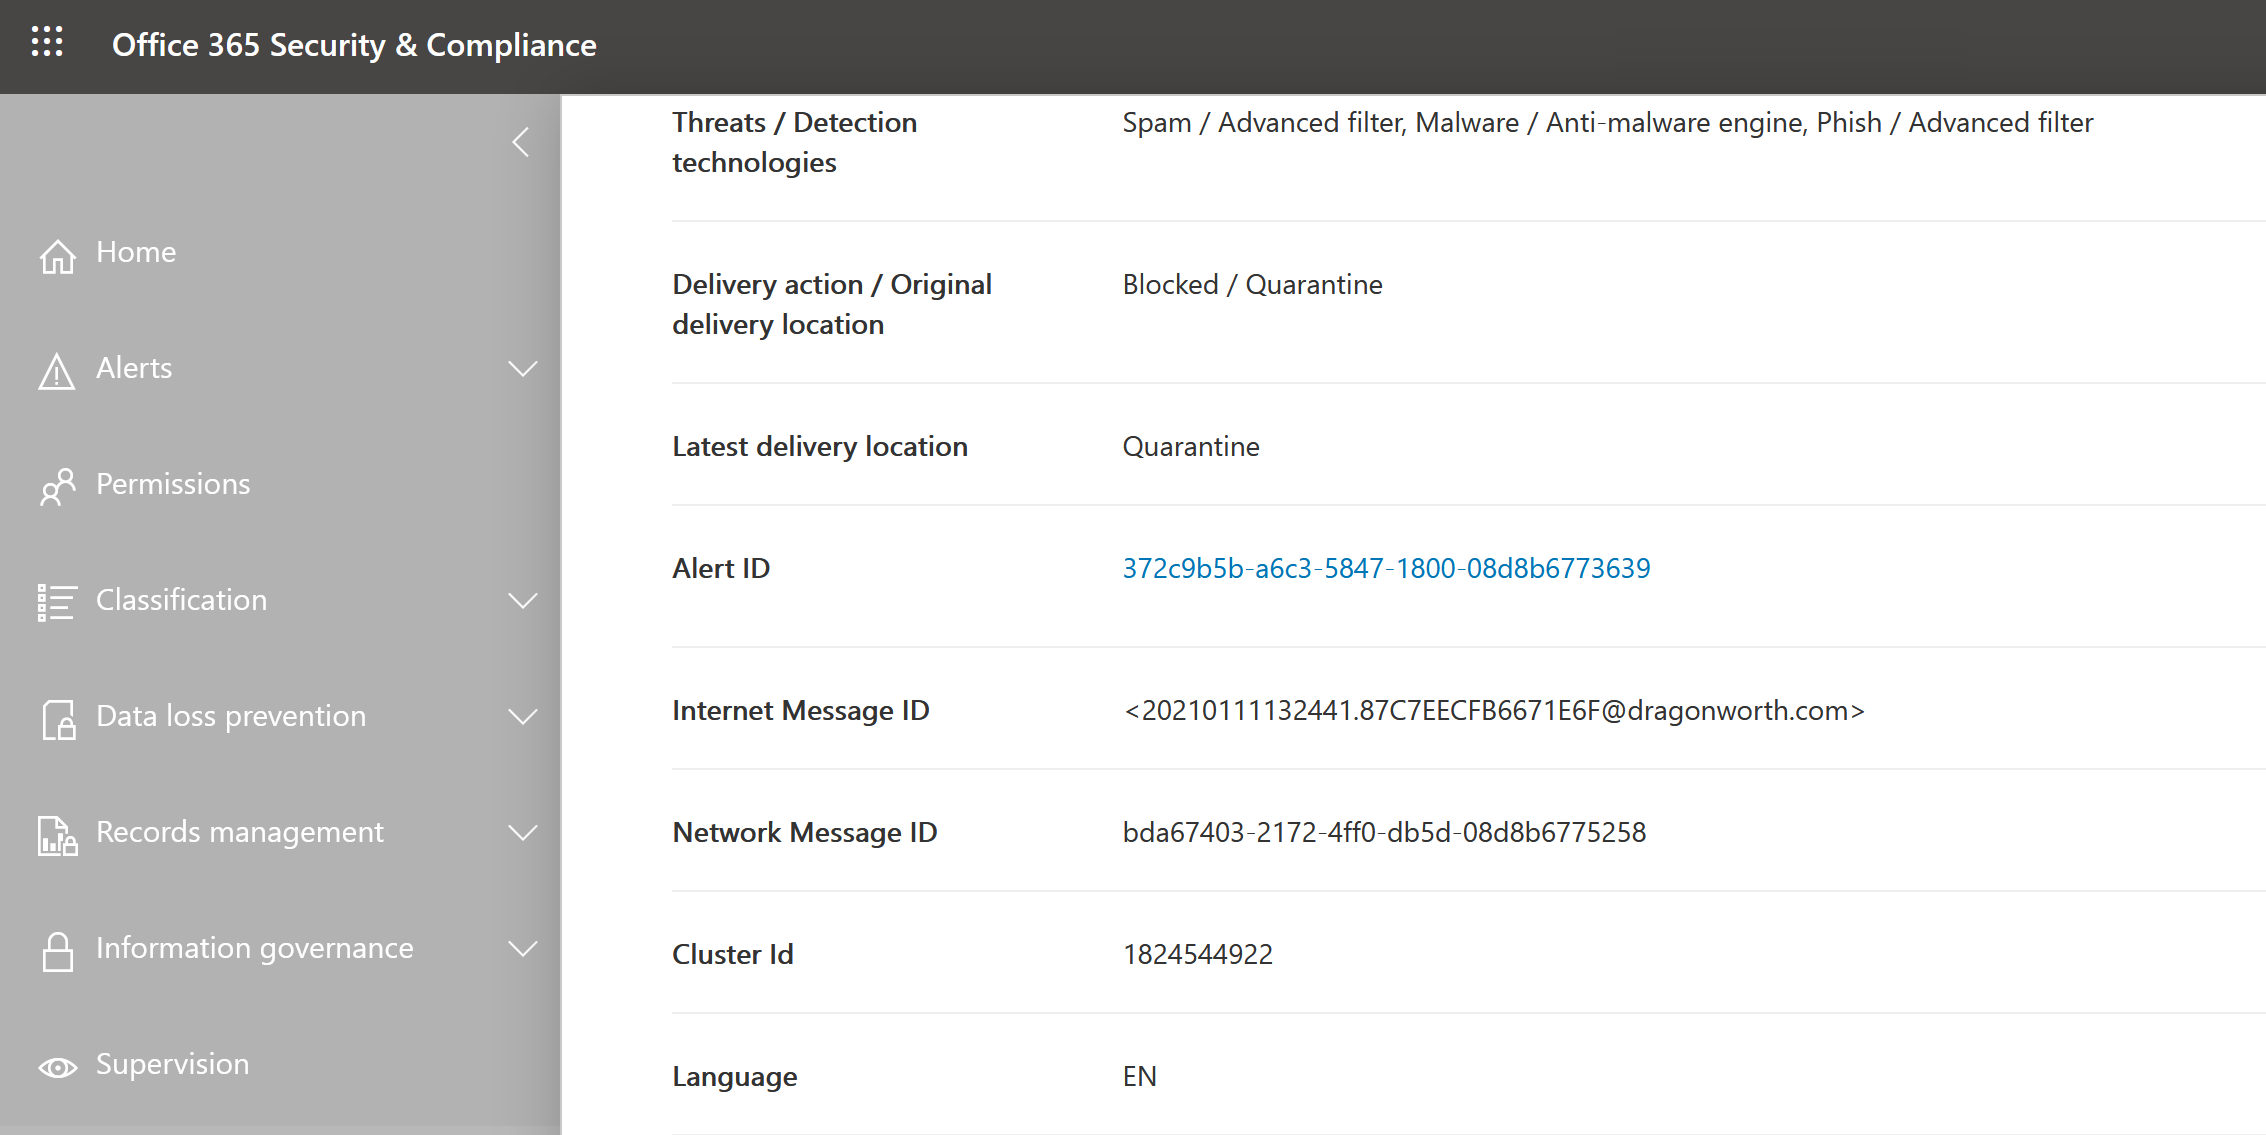 Office 365 Security & Compliance
Home
Alerts
Permissions
Classification
Data loss prevention
Records management
Information governance
Supervision
Threats / Detection technologies
Spam / Advanced filter, Malware / Anti-malware engine, Phish / Advanced filter
Delivery action / Original delivery location
Blocked / Quarantine
Latest delivery location
Quarantine
Alert ID
372c9b5b-a6c3-5847-1800-08d8b6773639
Internet Message ID
<20210111132441.87C7EECFB6671E6F@dragonworth.com>
Network Message ID
bda67403-2172-4ff0-db5d-08d8b6775258
Cluster Id
1824544922
Language
EN